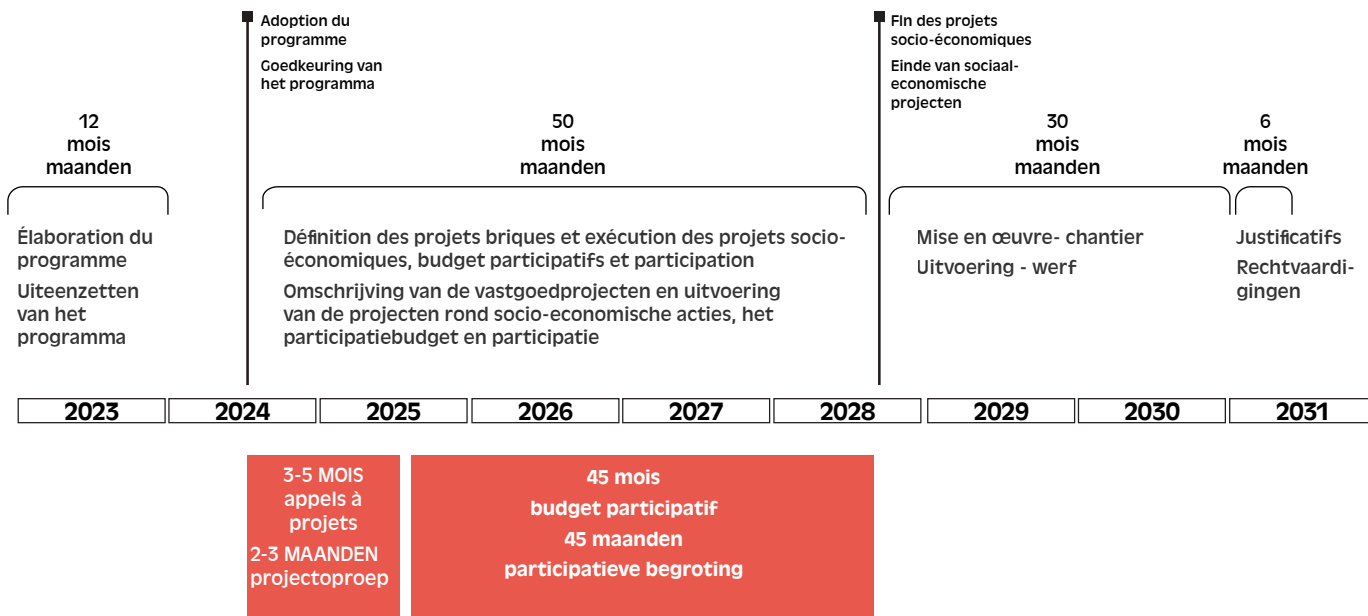 Adoption du
programme
Goedkeuring van
het programma
Fin des projets
socio-économiques
Einde van sociaal-
economische
projecten
12
mois
maanden
50
mois
maanden
30
mois
maanden
6
mois
maanden
Élaboration du
programme
Uiteenzetten
van het
programma
Définition des projets briques et exécution des projets socio-
économiques, budget participatifs et participation
Omschrijving van de vastgoedprojecten en uitvoering
van de projecten rond socio-economische acties, het
participatiebudget en participatie
Mise en œuvre- chantier
Uitvoering - werf
Justificatifs
Rechtvaardi-
gingen
2023
2024
2025
2026
2027
2028
2029
2030
2031
3-5 MOIS
appels à
projets
2-3 MAANDEN
projectoproep
45 mois
budget participatif
45 maanden
participatieve begroting